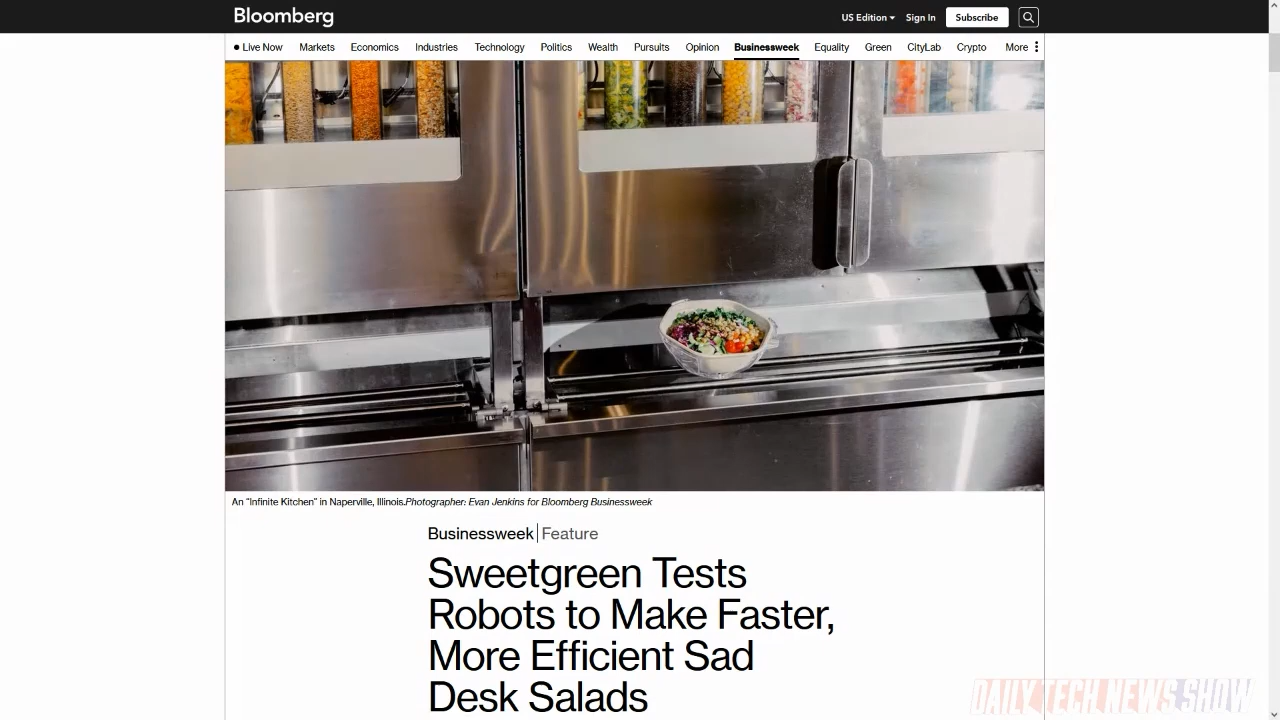 Bloomberg
US Edition Sign In Subscribe
Live Now Markets Economics Industries Technology Politics Wealth Pursuits Opinion Businessweek Equality Green CityLab Crypto More
An "Infinite Kitchen" in Naperville, Illinois.Photographer: Evan Jenkins for Bloomberg Businessweek
Businessweek Feature
Sweetgreen Tests
Robots to Make Faster,
More Efficient Sad
Desk Salads
DAILY TECH NEWS SHOW